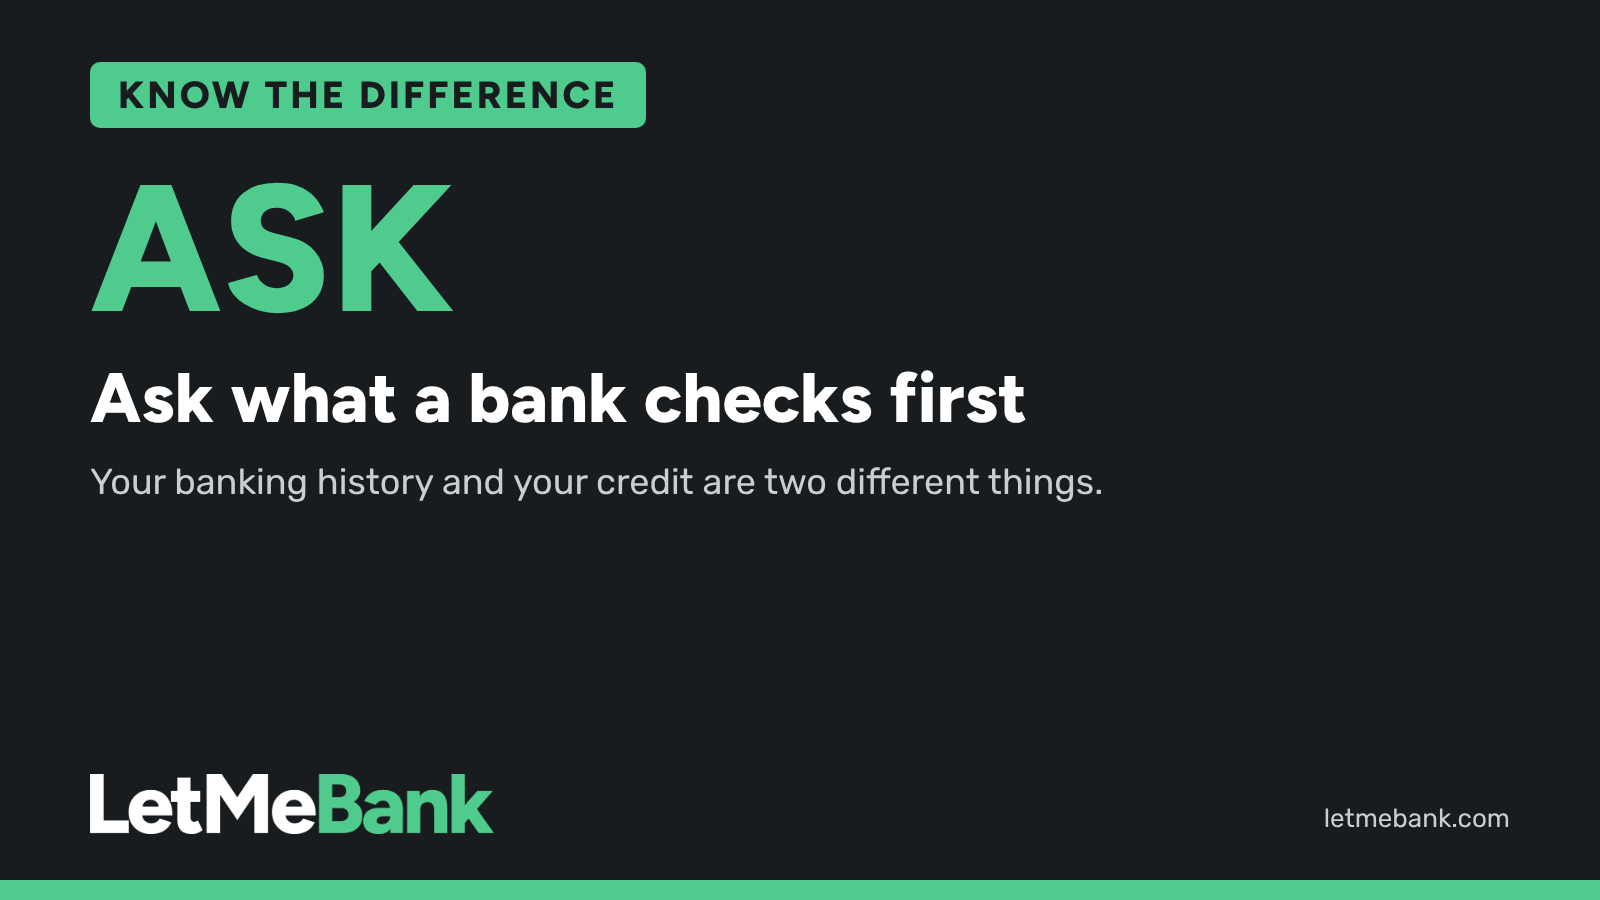 KNOW THE DIFFERENCE
ASK
Ask what a bank checks first
Your banking history and your credit are two different things.
LetMeBank
letmebank.com